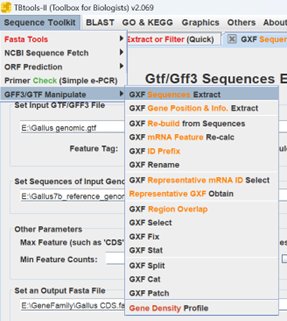 TBtools-II (Toolbox for Biologists) v2.069
Sequence Toolkit BLAST GO & KEGG Graphics Others About
Fasta Tools
NCBI Sequence Fetch
ORF Prediction
Primer Check (Simple e-PCR)
GFF3/GTF Manipulate
Extract or Filter (Quick)
GXF Sequen
Gtf/Gff3 Sequences E
GXF Sequences Extract
GXF Gene Position & Info. Extract
GXF Re-build from Sequences
GXF mRNA Feature Re-calc
GXF ID Prefix
GXF Rename
GXF Representative mRNA ID Select
Representative GXF Obtain
GXF Region Overlap
GXF Select
GXF Fix
GXF Stat
GXF Split
GXF Cat
GXF Patch
Gene Density Profile
Set Input GTF/GFF3 File
E:\Gallus genomic.gtf
Feature Tag:
Set Sequences of Input Genom
E:\Gallus7b_reference_genor
Other Parameters
Max Feature (such as 'CDS'
Min Feature Counts:
Set an Output Fasta File
E:\GeneFamily\Gallus CDS.fa